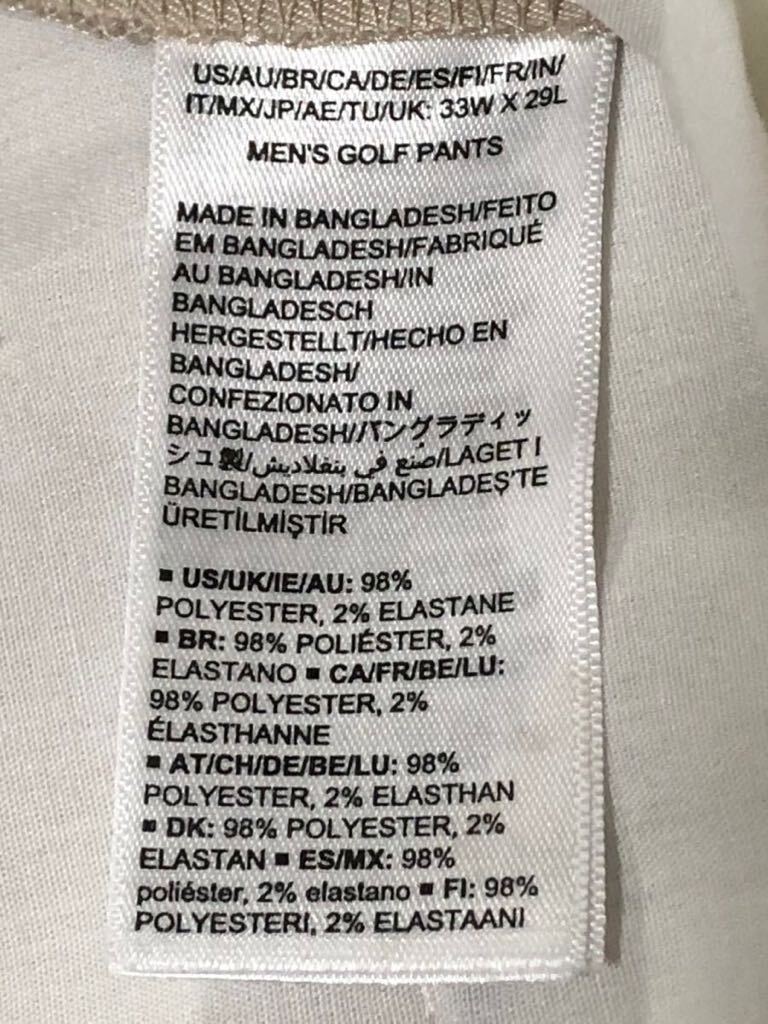 US/AU/BR/CA/DE/ES/FI/FR/IN/
IT/MX/JP/AE/TU/UK: 33W X 29L
MEN'S GOLF PANTS
MADE IN BANGLADESH/FEITO
EM BANGLADESH/FABRIQUÉ
AU BANGLADESH/IN
BANGLADESCH
HERGESTELLT/HECHO EN
BANGLADESH/
CONFEZIONATO IN
BANGLADESH//バングラディッ
シュ製/صُنع في بنغلاديش/LAGET I
BANGLADESH/BANGLADEŞ'TE
ÜRETİLMİŞTİR
▪ US/UK/IE/AU: 98%
POLYESTER, 2% ELASTANE
▪ BR: 98% POLIÉSTER, 2%
ELASTANO ▪ CA/FR/BE/LU:
98% POLYESTER, 2%
ÉLASTHANNE
▪ AT/CH/DE/BE/LU: 98%
POLYESTER, 2% ELASTHAN
▪ DK: 98% POLYESTER, 2%
ELASTAN ▪ ES/MX: 98%
poliéster, 2% elastano ▪ FI: 98%
POLYESTERI, 2% ELASTAANI